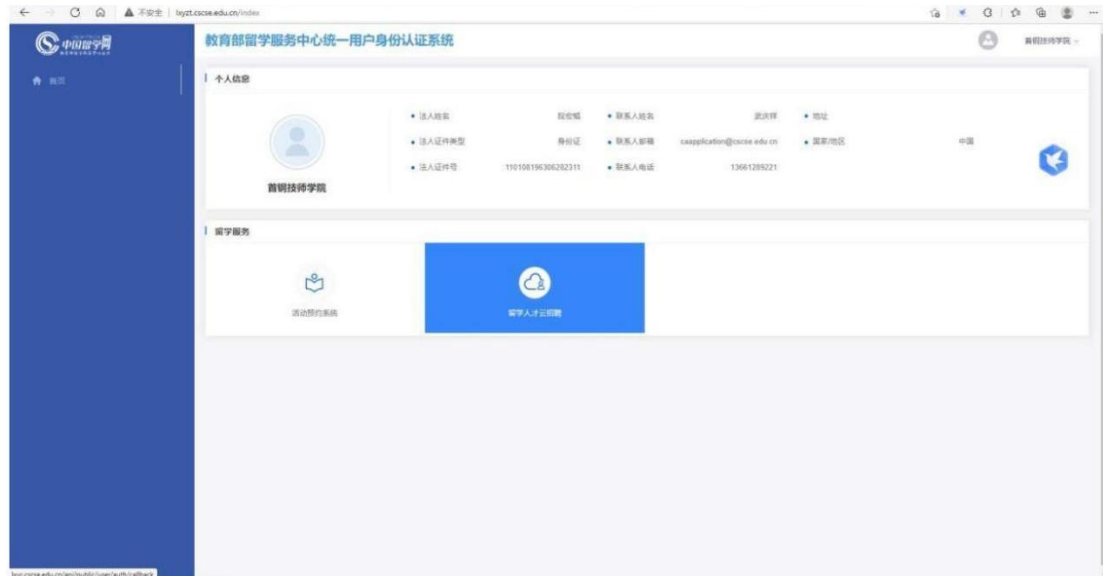 不安全 | lxyzt.cscse.edu.cn/index
中国留学网
教育部留学服务中心统一用户身份认证系统
首钢技师学院
首页
个人信息
法人姓名 联系人姓名 地址
法人证件类型 身份证 联系人邮箱 caapplication@cscse.edu.cn 国家/地区 中国
法人证件号 110108196306282311 联系人电话 13661289221
首钢技师学院
留学服务
活动预约系统 留学人才云招聘